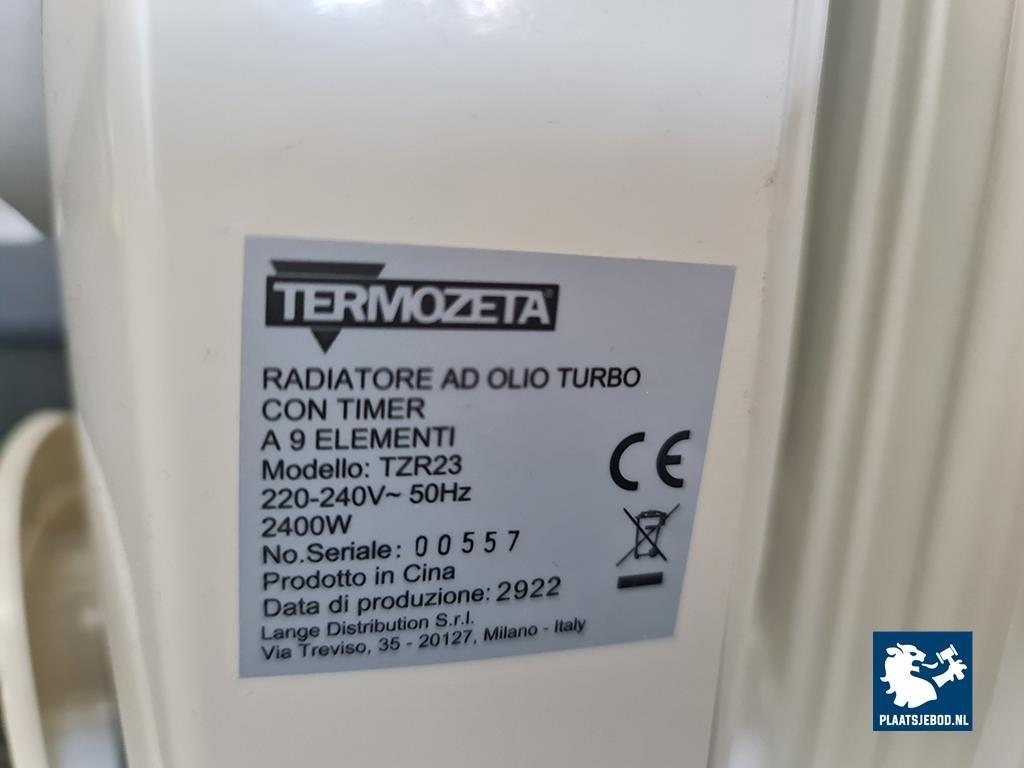 TERMOZETA
RADIATORE AD OLIO TURBO
CON TIMER
A 9 ELEMENTI
Modello: TZR23
220-240V~ 50Hz
2400W
No.Seriale: 00557
Prodotto in Cina
Data di produzione: 2922
Lange Distribution S.r.l.
Via Treviso, 35 - 20127, Milano - Italy
CE
PLAATSJEBOD.NL